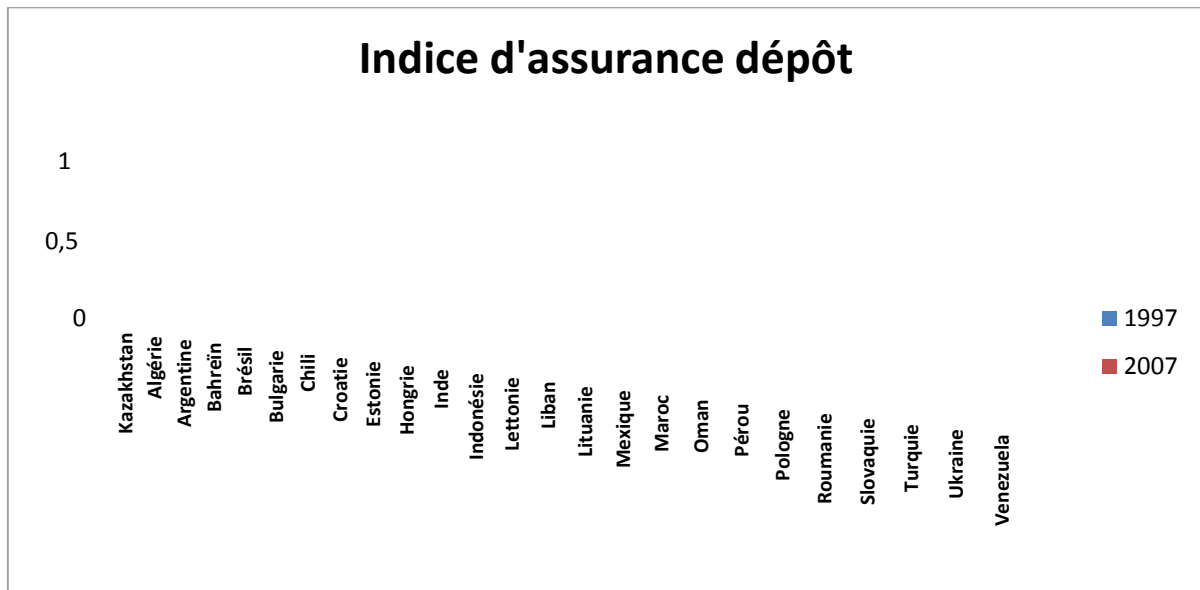 Indice d'assurance dépôt
1
0,5
0
1997
2007
Kazakhstan
Algérie
Argentine
Bahreïn
Brésil
Bulgarie
Chili
Croatie
Estonie
Hongrie
Inde
Indonésie
Lettonie
Liban
Lituanie
Mexique
Maroc
Oman
Pérou
Pologne
Roumanie
Slovaquie
Turquie
Ukraine
Venezuela